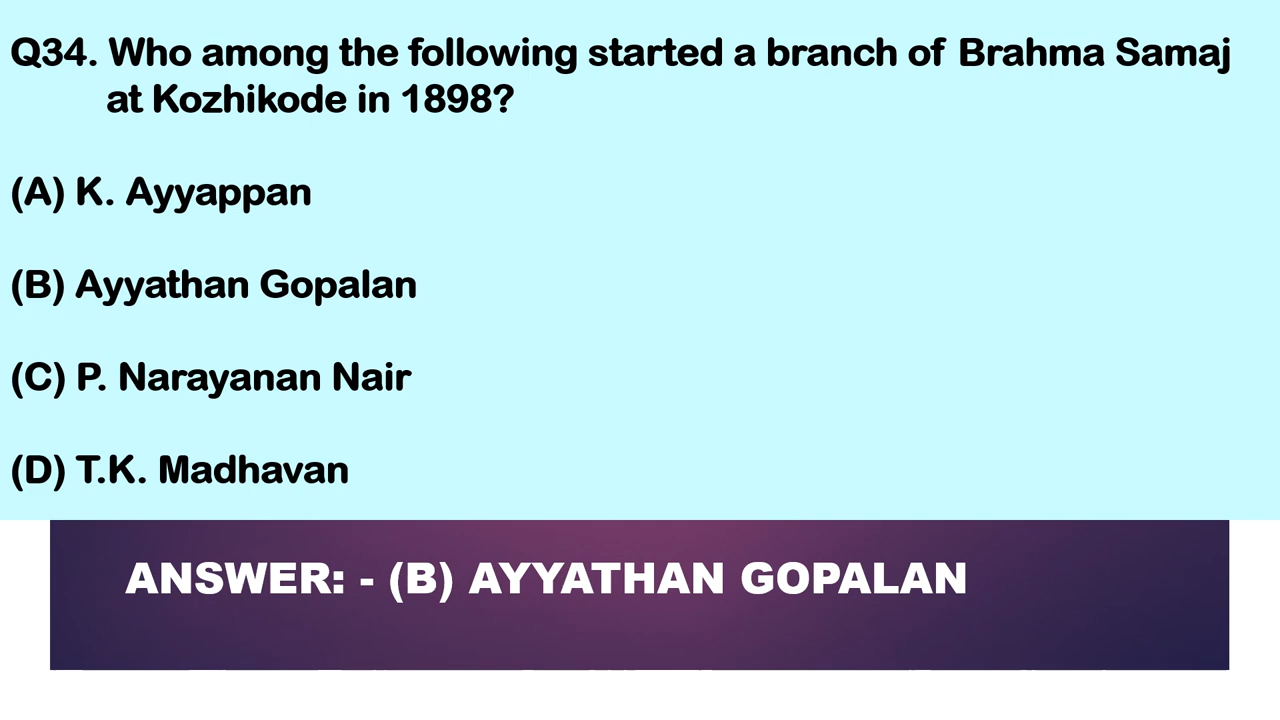 Q34. Who among the following started a branch of Brahma Samaj
at Kozhikode in 1898?
(A) K. Ayyappan
(B) Ayyathan Gopalan
(C) P. Narayanan Nair
(D) T.K. Madhavan
ANSWER: - (B) AYYATHAN GOPALAN